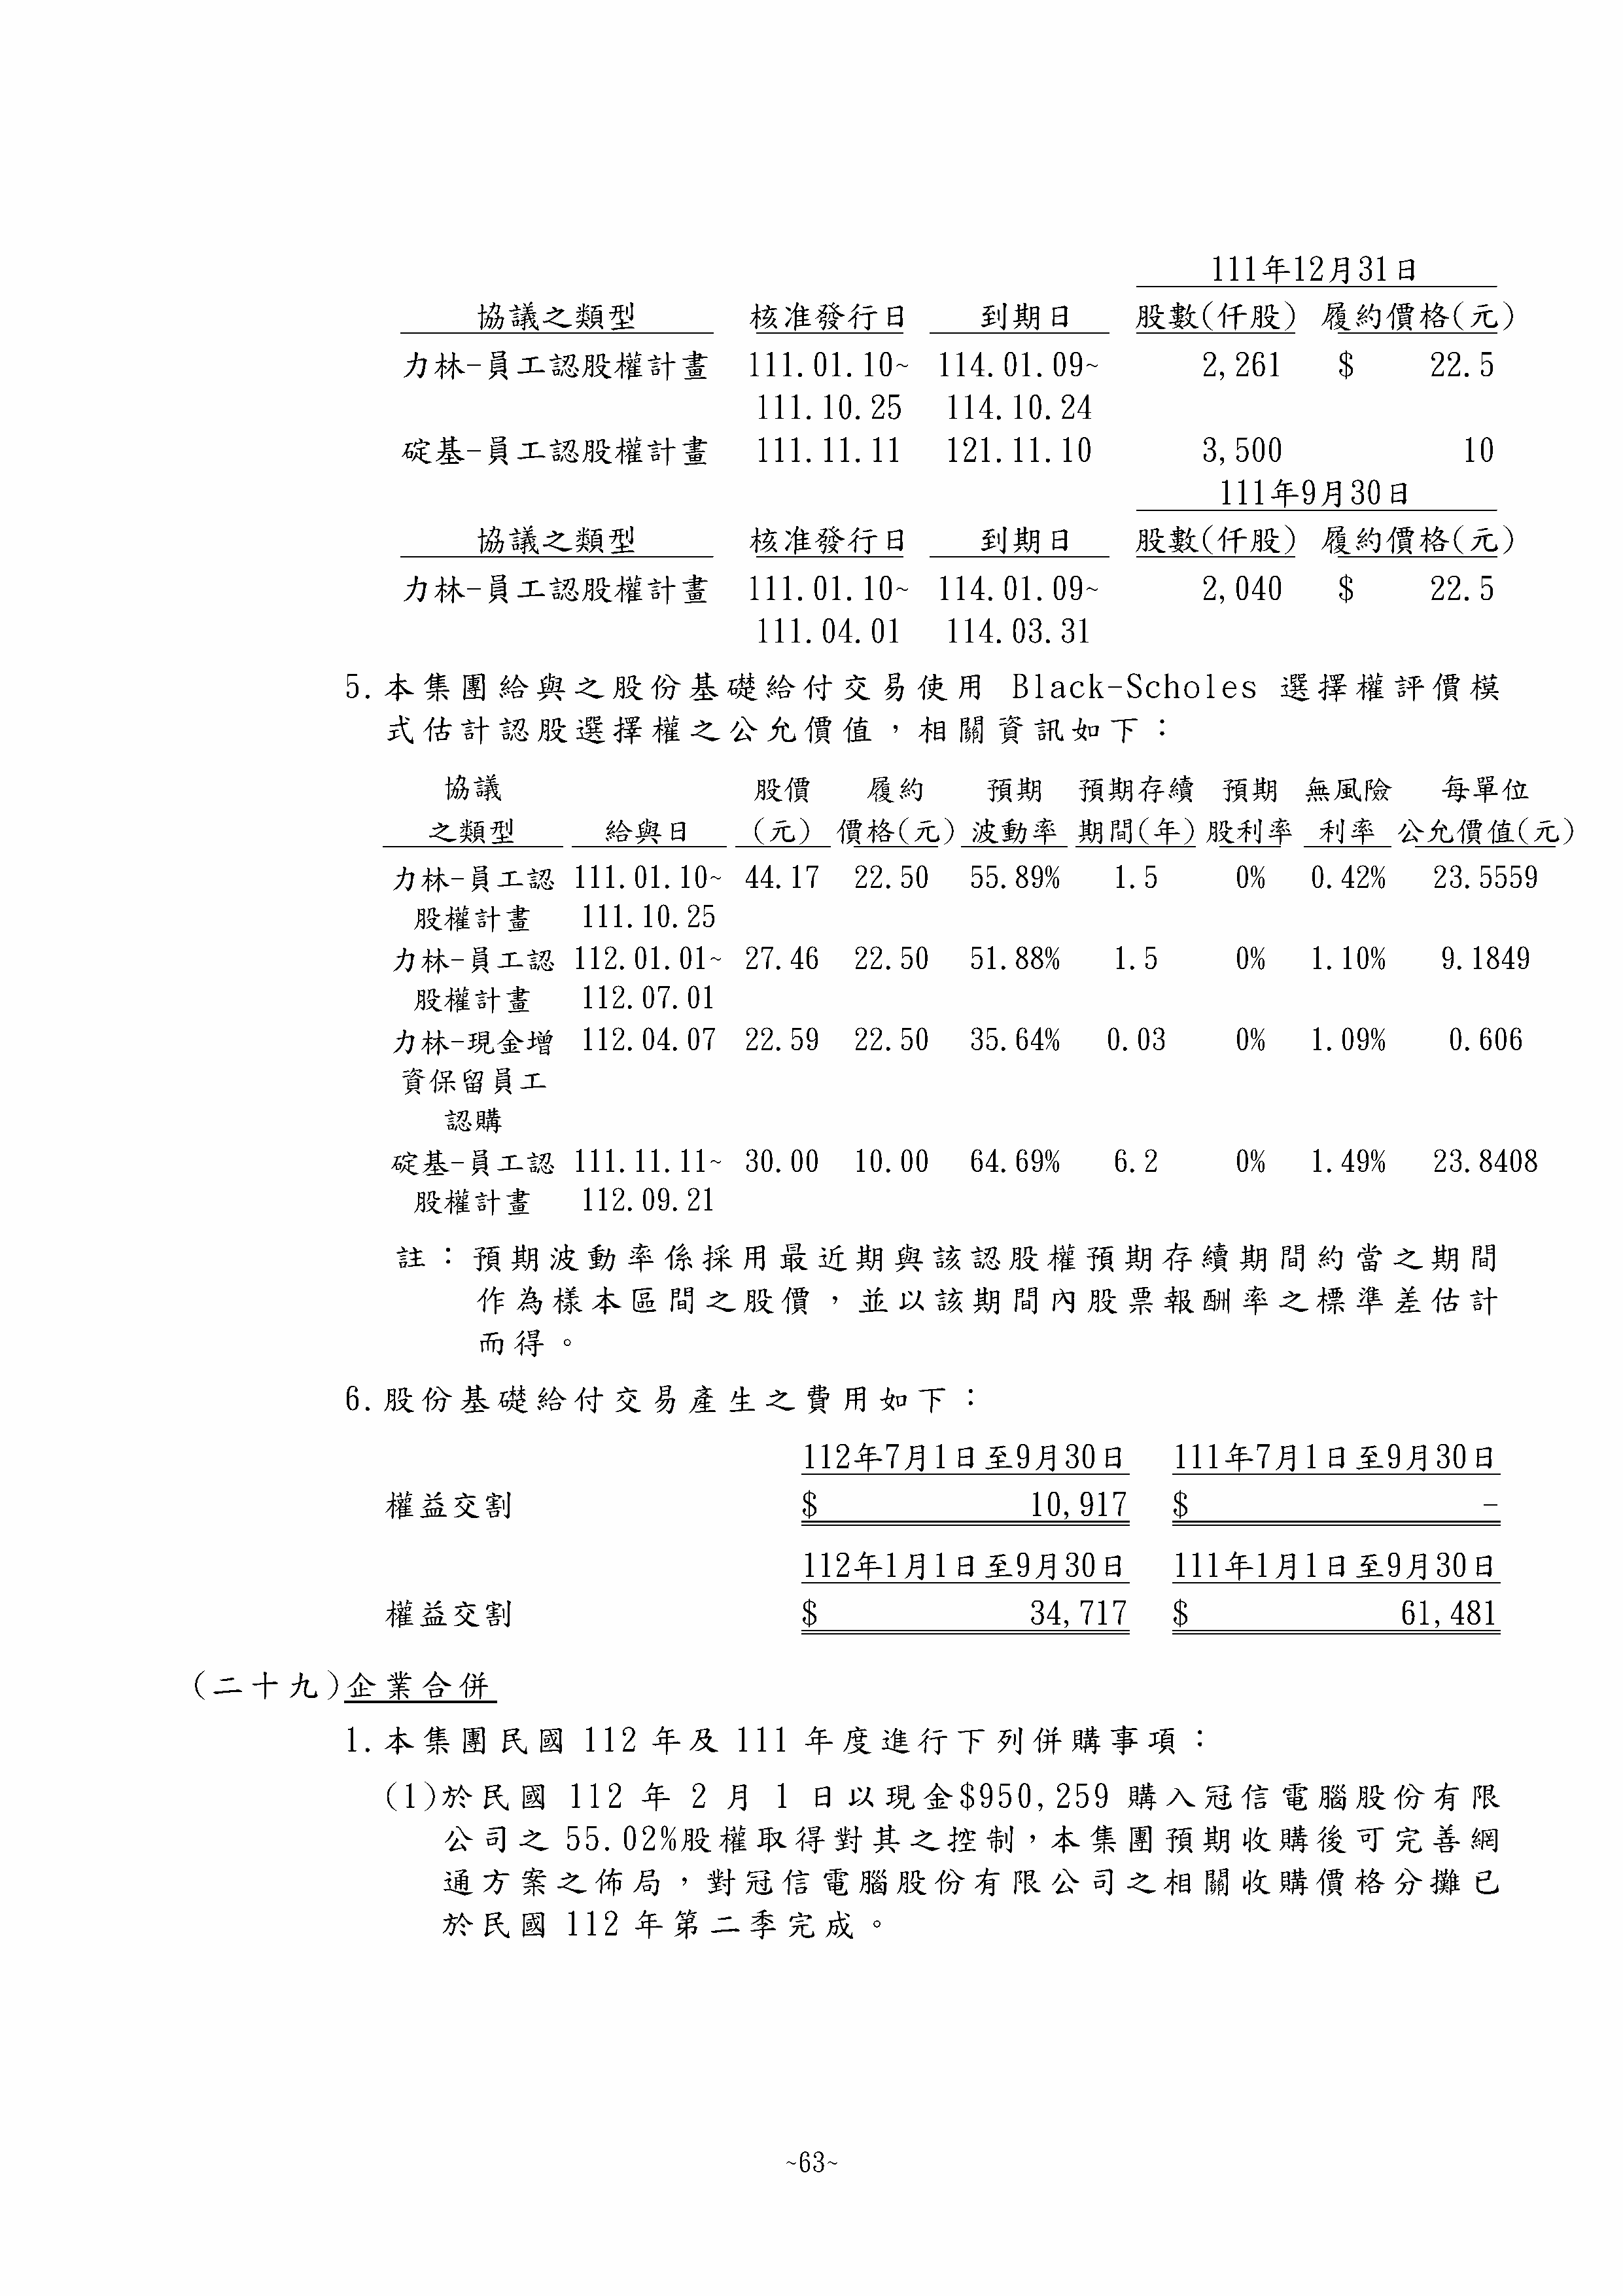 111年12月31日
協議之類型 核准發行日 到期日 股數(仟股) 履約價格(元)
力林-員工認股權計畫 111.01.10~ 114.01.09~ 2,261 $ 22.5
111.10.25 114.10.24
碇基-員工認股權計畫 111.11.11 121.11.10 3,500 10
111年9月30日
協議之類型 核准發行日 到期日 股數(仟股) 履約價格(元)
力林-員工認股權計畫 111.01.10~ 114.01.09~ 2,040 $ 22.5
111.04.01 114.03.31
5.本集團給與之股份基礎給付交易使用 Black-Scholes 選擇權評價模
式估計認股選擇權之公允價值，相關資訊如下：
協議 股價 履約 預期 預期存續 預期 無風險 每單位
之類型 給與日 (元) 價格(元) 波動率 期間(年) 股利率 利率 公允價值(元)
力林-員工認 111.01.10~ 44.17 22.50 55.89% 1.5 0% 0.42% 23.5559
股權計畫 111.10.25
力林-員工認 112.01.01~ 27.46 22.50 51.88% 1.5 0% 1.10% 9.1849
股權計畫 112.07.01
力林-現金增 112.04.07 22.59 22.50 35.64% 0.03 0% 1.09% 0.606
資保留員工
認購
碇基-員工認 111.11.11~ 30.00 10.00 64.69% 6.2 0% 1.49% 23.8408
股權計畫 112.09.21
註：預期波動率係採用最近期與該認股權預期存續期間約當之期間
作為樣本區間之股價，並以該期間內股票報酬率之標準差估計
而得。
6.股份基礎給付交易產生之費用如下：
112年7月1日至9月30日 111年7月1日至9月30日
權益交割 $ 10,917 $ -
112年1月1日至9月30日 111年1月1日至9月30日
權益交割 $ 34,717 $ 61,481
(二十九)企業合併
1.本集團民國 112 年及 111 年度進行下列併購事項：
(1)於民國 112 年 2 月 1 日以現金$950,259 購入冠信電腦股份有限
公司之 55.02%股權取得對其之控制，本集團預期收購後可完善網
通方案之佈局，對冠信電腦股份有限公司之相關收購價格分攤已
於民國 112 年第二季完成。
~63~